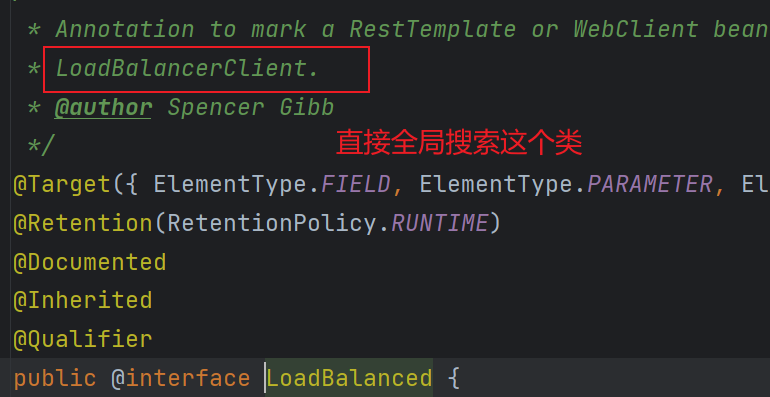 * Annotation to mark a RestTemplate or WebClient bean
* LoadBalancerClient.
* @author Spencer Gibb
*/
直接全局搜索这个类
@Target({ ElementType.FIELD, ElementType.PARAMETER, El
@Retention(RetentionPolicy.RUNTIME)
@Documented
@Inherited
@Qualifier
public @interface LoadBalanced {